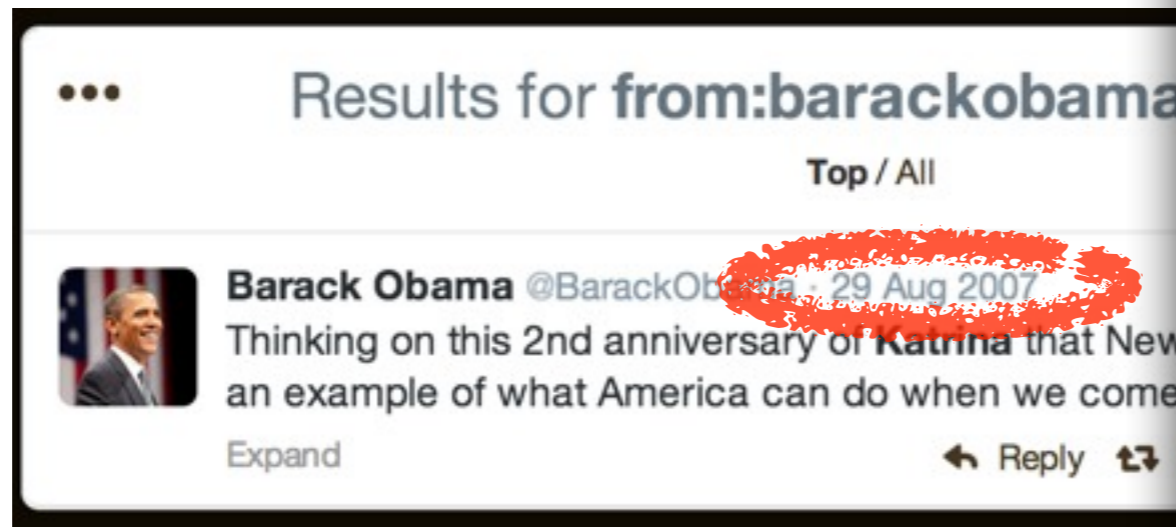 Results for from:barackobama
Top / All
Barack Obama @BarackObama · 29 Aug 2007
Thinking on this 2nd anniversary of Katrina that New
an example of what America can do when we come
Expand Reply